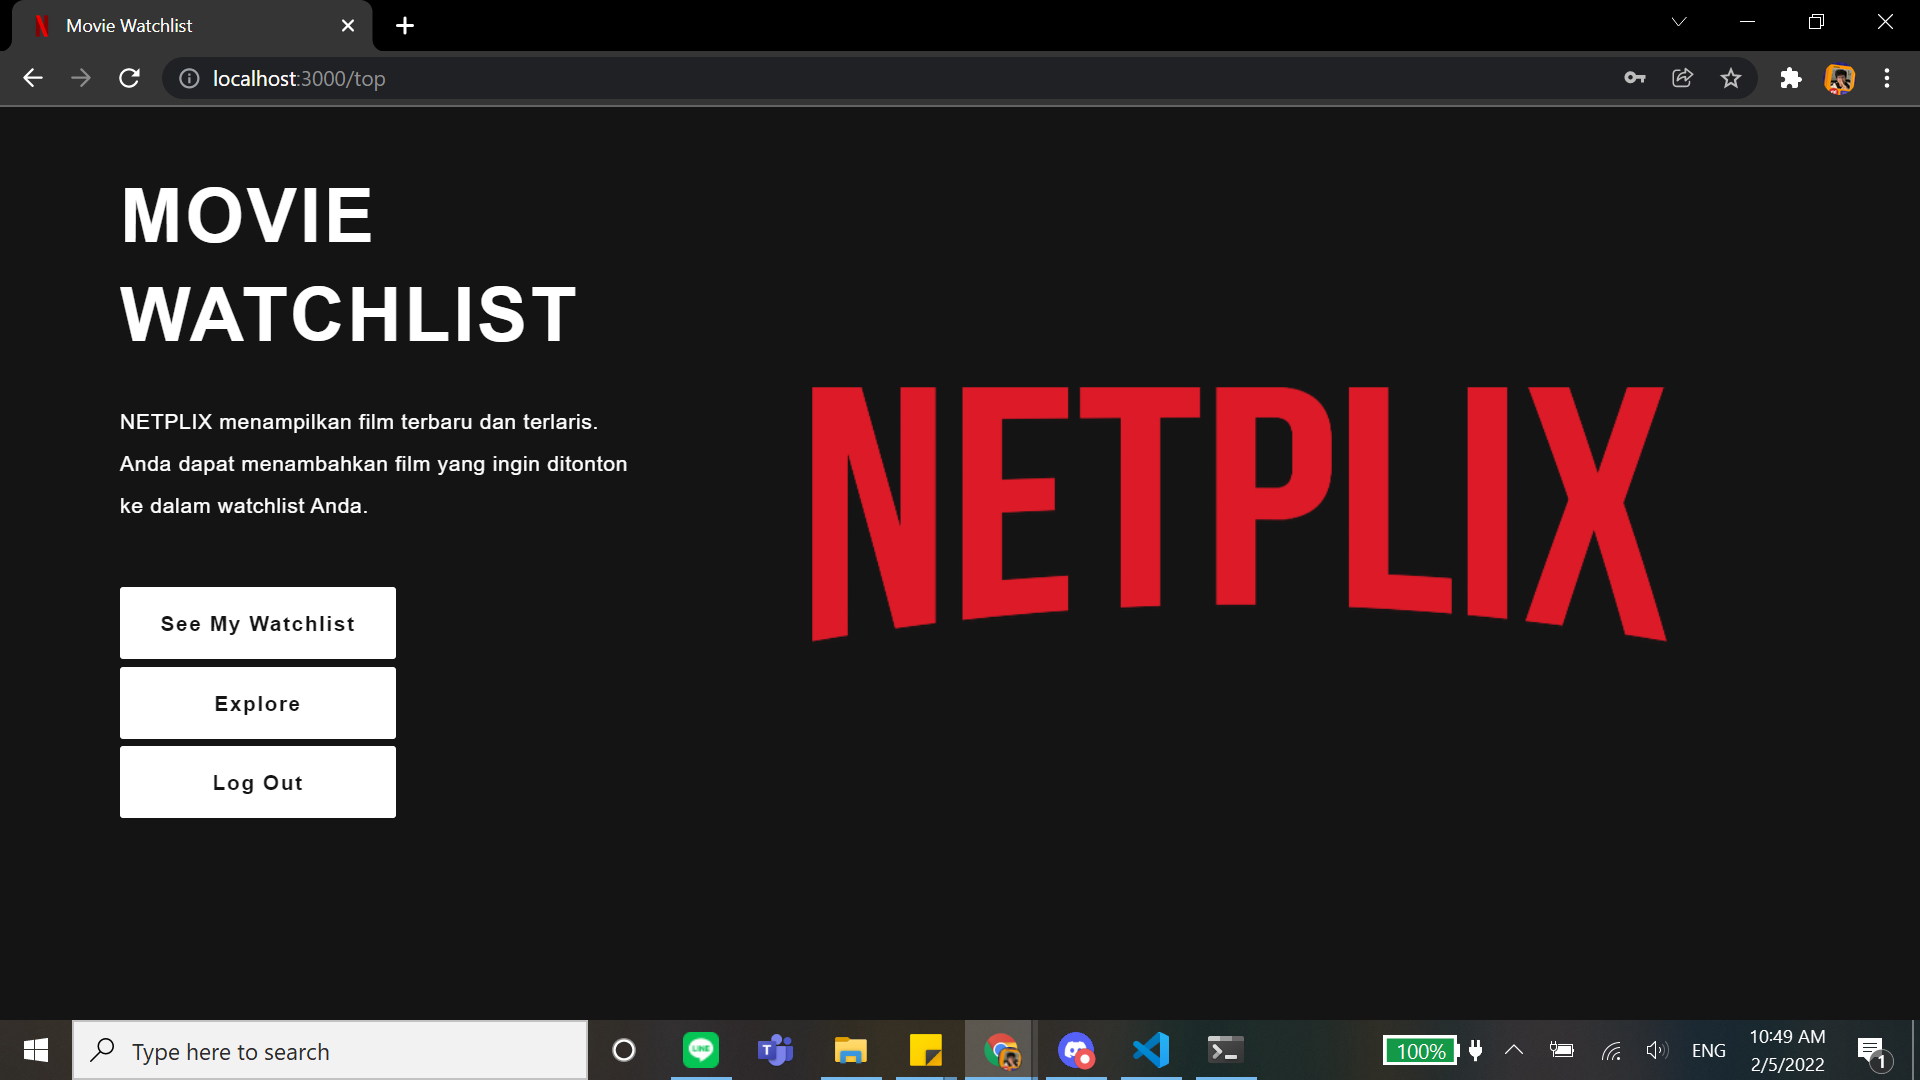 Movie Watchlist
localhost:3000/top
MOVIE
WATCHLIST
NETPLIX menampilkan film terbaru dan terlaris.
Anda dapat menambahkan film yang ingin ditonton
ke dalam watchlist Anda.
See My Watchlist
Explore
Log Out
NETPLIX
Type here to search
LINE
T
100%
ENG
10:49 AM
2/5/2022
1